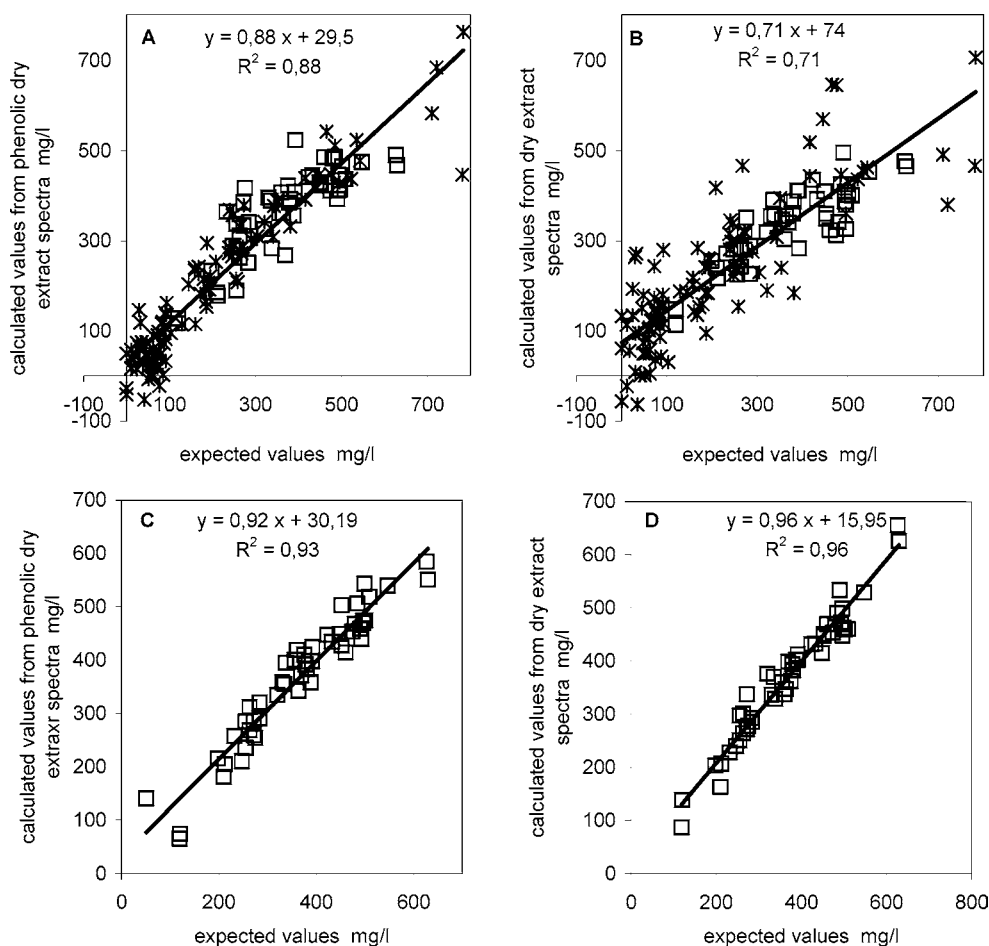 A
y = 0,88 x + 29,5
R² = 0,88
calculated values from phenolic dry
extract spectra mg/l
700
500
300
100
-100
-100
100
300
500
700
expected values mg/l
B
y = 0,71 x + 74
R² = 0,71
calculated values from dry extract
spectra mg/l
700
500
300
100
-100
-100
100
300
500
700
expected values mg/l
C
y = 0,92 x + 30,19
R² = 0,93
calculated values from phenolic dry
extraxr spectra mg/l
700
600
500
400
300
200
100
0
0
200
400
600
expected values mg/l
D
y = 0,96 x + 15,95
R² = 0,96
calculated values from dry extract
spectra mg/l
700
600
500
400
300
200
100
0
0
200
400
600
800
expected values mg/l